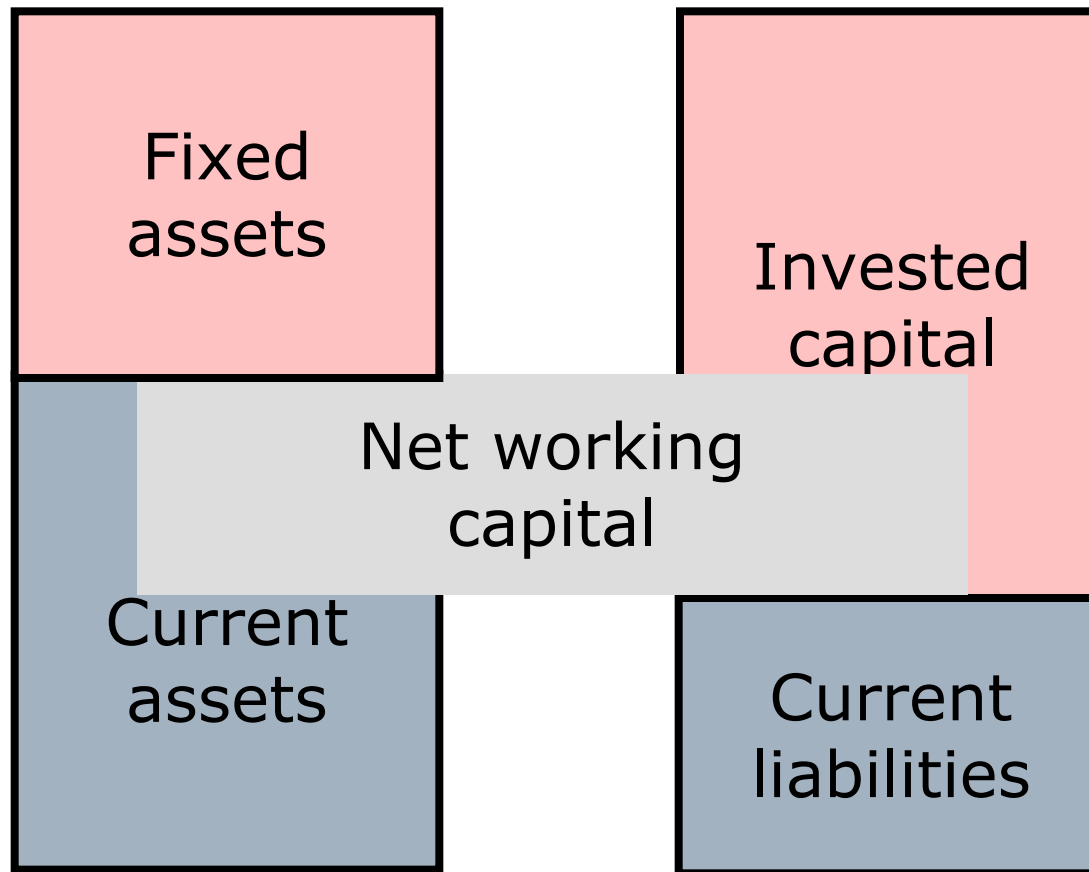 Fixed
assets
Invested
capital
Net working
capital
Current
assets
Current
liabilities